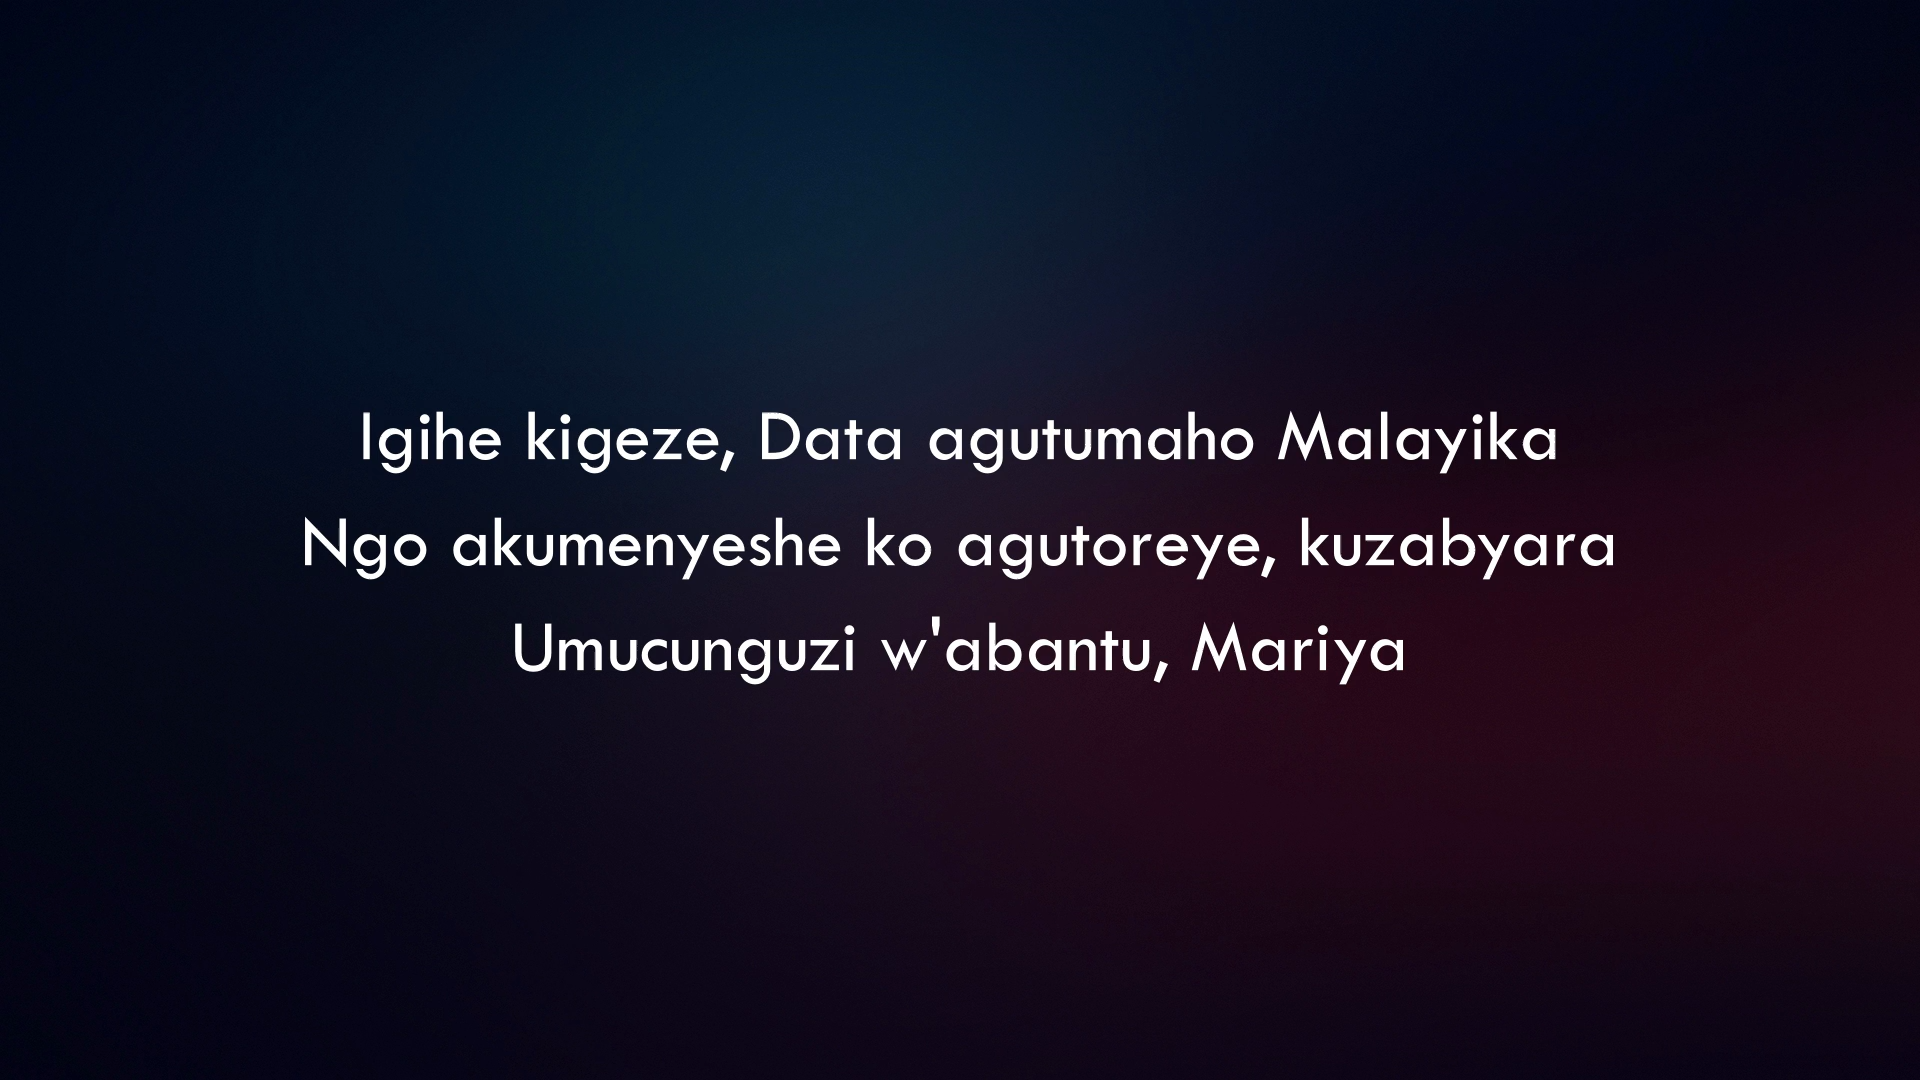 Igihe kigeze, Data agutumaho Malayika
Ngo akumenyeshe ko agutoreye, kuzabyara
Umucunguzi w'abantu, Mariya